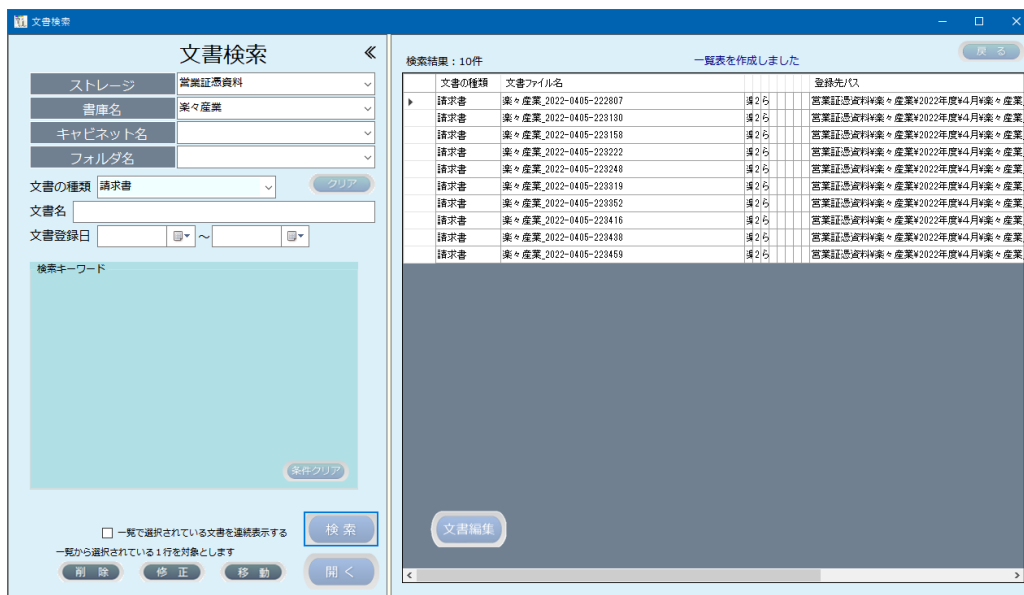 文書検索
文書検索 «
ストレージ 営業証憑資料
書庫名 楽々産業
キャビネット名
フォルダ名
文書の種類 請求書 クリア
文書名
文書登録日 ～
検索キーワード
条件クリア
一覧で選択されている文書を連続表示する
検 索
一覧から選択されている1行を対象とします
削 除 修 正 移 動 開 く
戻 る
検索結果：10件 一覧表を作成しました
文書の種類 文書ファイル名 登録先パス
請求書 楽々産業_2022-0405-222807 2 ら 営業証憑資料¥楽々産業¥2022年度¥4月¥楽々産業
請求書 楽々産業_2022-0405-223130 2 ら 営業証憑資料¥楽々産業¥2022年度¥4月¥楽々産業
請求書 楽々産業_2022-0405-223158 2 ら 営業証憑資料¥楽々産業¥2022年度¥4月¥楽々産業
請求書 楽々産業_2022-0405-223222 2 ら 営業証憑資料¥楽々産業¥2022年度¥4月¥楽々産業
請求書 楽々産業_2022-0405-223248 2 ら 営業証憑資料¥楽々産業¥2022年度¥4月¥楽々産業
請求書 楽々産業_2022-0405-223319 2 ら 営業証憑資料¥楽々産業¥2022年度¥4月¥楽々産業
請求書 楽々産業_2022-0405-223352 2 ら 営業証憑資料¥楽々産業¥2022年度¥4月¥楽々産業
請求書 楽々産業_2022-0405-223416 2 ら 営業証憑資料¥楽々産業¥2022年度¥4月¥楽々産業
請求書 楽々産業_2022-0405-223438 2 ら 営業証憑資料¥楽々産業¥2022年度¥4月¥楽々産業
請求書 楽々産業_2022-0405-223459 2 ら 営業証憑資料¥楽々産業¥2022年度¥4月¥楽々産業
文書編集